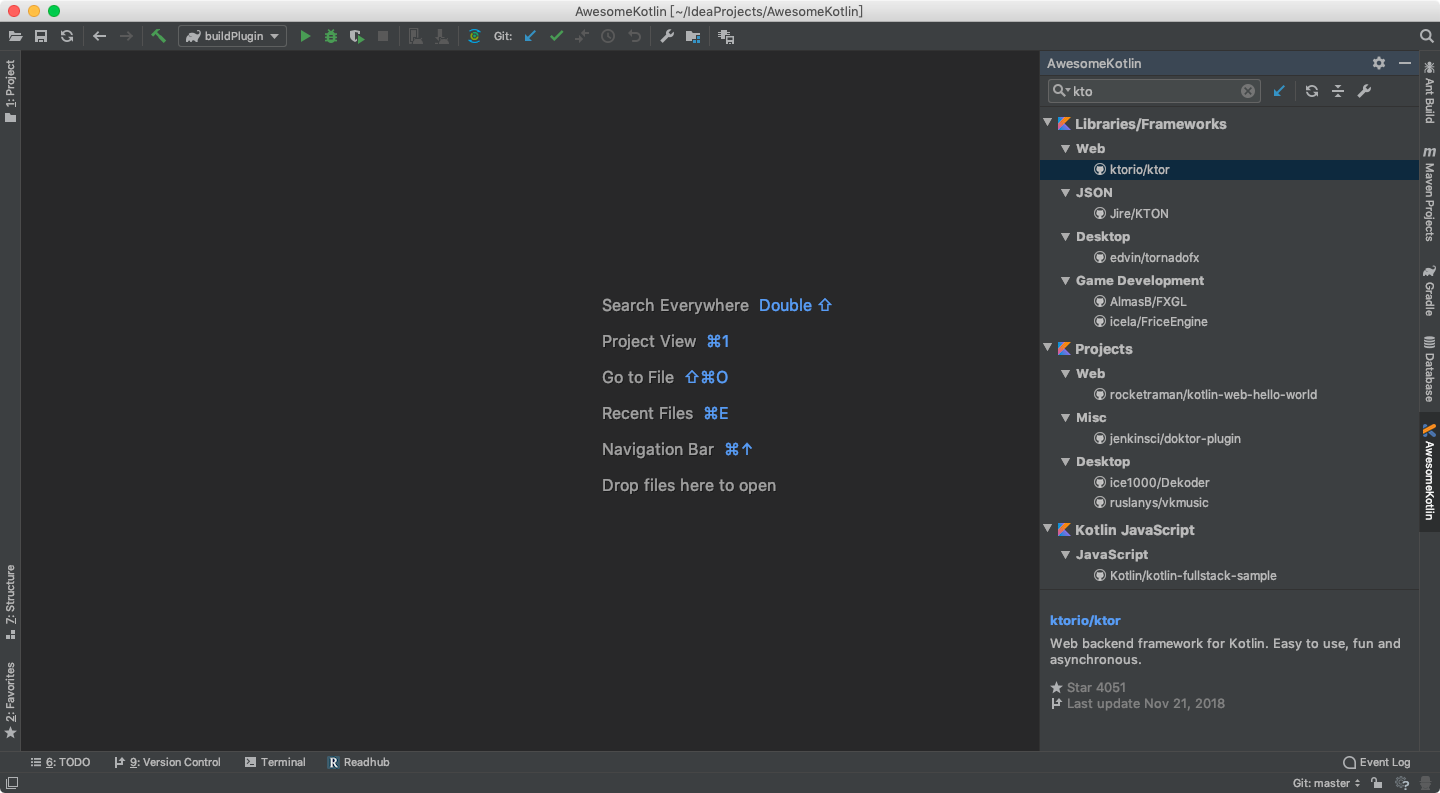 AwesomeKotlin [~/IdeaProjects/AwesomeKotlin]
buildPlugin
Git:
1: Project
Z: Structure
2: Favorites
Search Everywhere Double ⇧
Project View ⌘1
Go to File ⇧⌘O
Recent Files ⌘E
Navigation Bar ⌘↑
Drop files here to open
AwesomeKotlin
kto
Libraries/Frameworks
Web
ktorio/ktor
JSON
Jire/KTON
Desktop
edvin/tornadofx
Game Development
AlmasB/FXGL
icela/FriceEngine
Projects
Web
rocketraman/kotlin-web-hello-world
Misc
jenkinsci/doktor-plugin
Desktop
ice1000/Dekoder
ruslanys/vkmusic
Kotlin JavaScript
JavaScript
Kotlin/kotlin-fullstack-sample
ktorio/ktor
Web backend framework for Kotlin. Easy to use, fun and
asynchronous.
Star 4051
Last update Nov 21, 2018
Ant Build
m
Maven Projects
Gradle
Database
AwesomeKotlin
6: TODO
9: Version Control
Terminal
R
Readhub
Event Log
Git: master